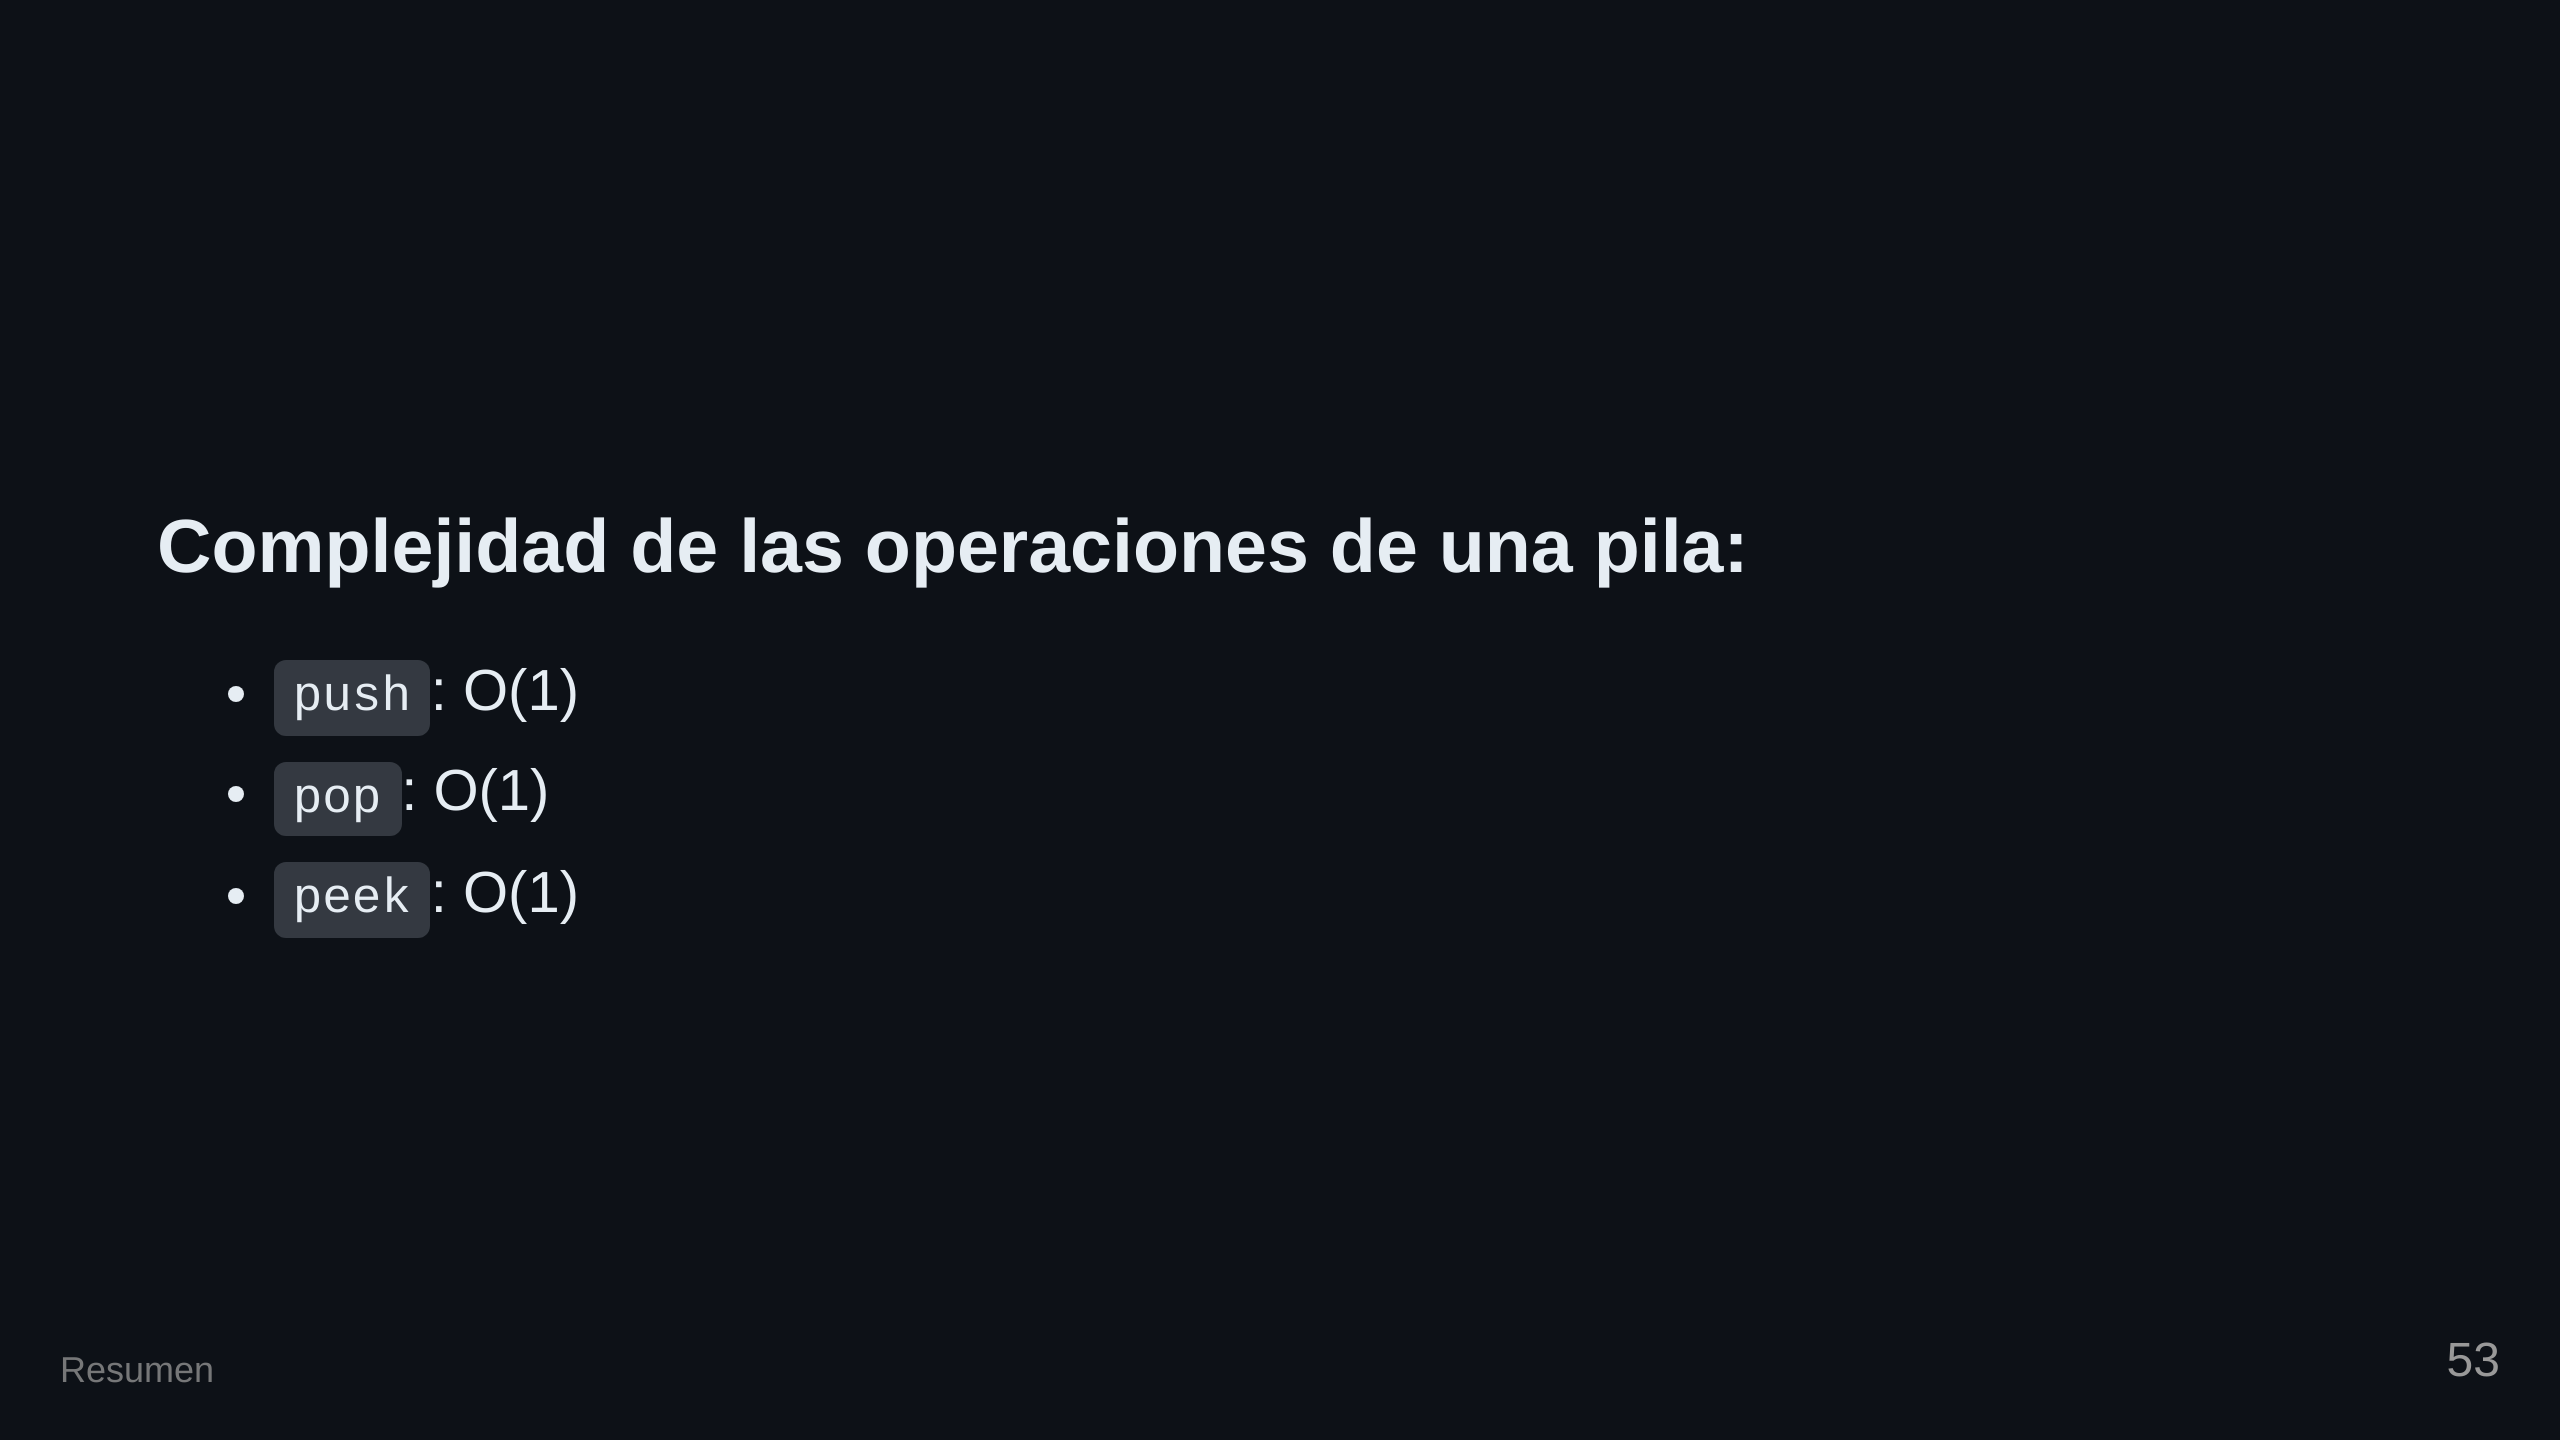 Complejidad de las operaciones de una pila:
• push: O(1)
• pop: O(1)
• peek: O(1)
Resumen
53